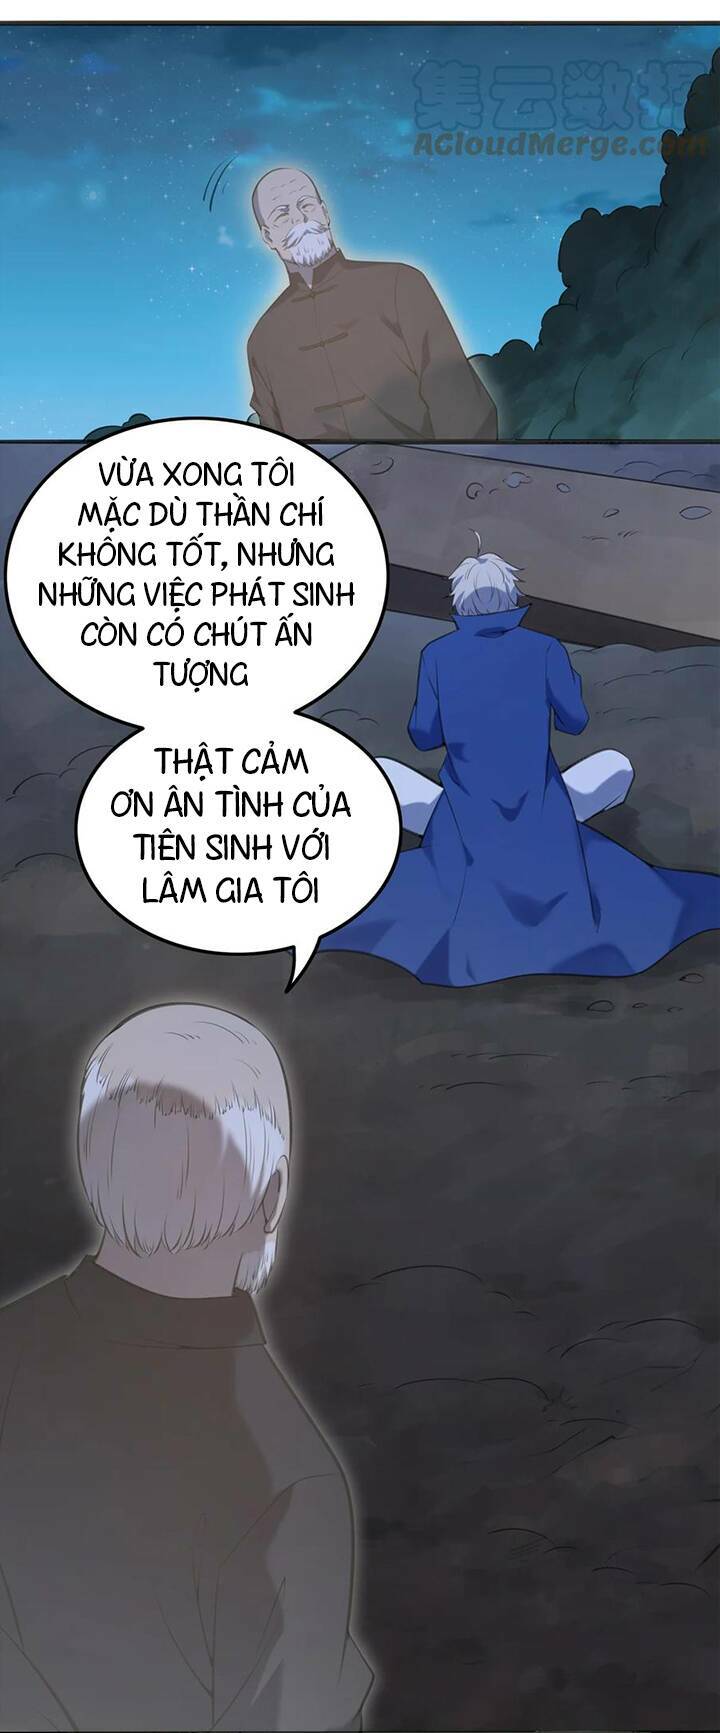 集云数据
ACloudMerge.com
VỪA XONG TÔI
MẶC DÙ THẦN CHÍ
KHÔNG TỐT, NHƯNG
NHỮNG VIỆC PHÁT SINH
CÒN CÓ CHÚT ẤN
TƯỢNG
THẬT CẢM
ƠN ÂN TÌNH CỦA
TIÊN SINH VỚI
LÂM GIA TÔI